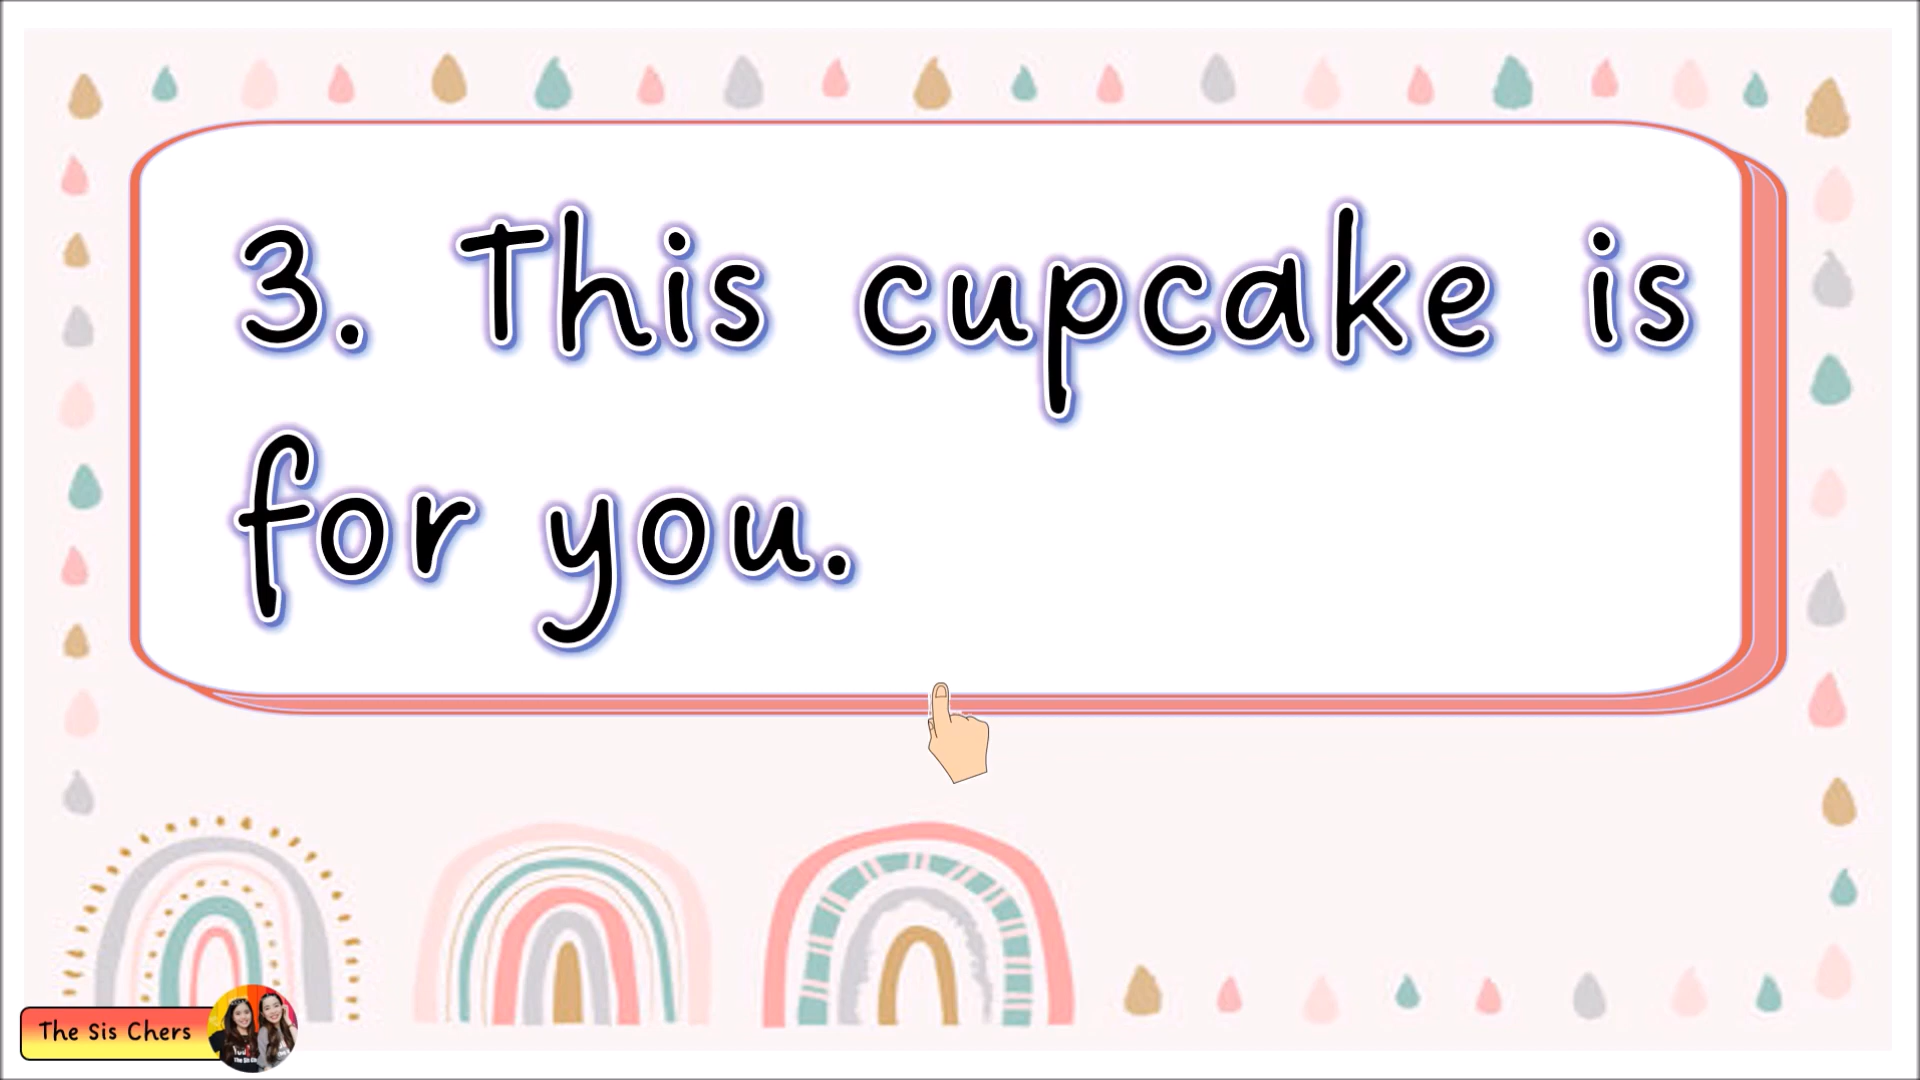 3. This cupcake is
for you.
The Sis Chers